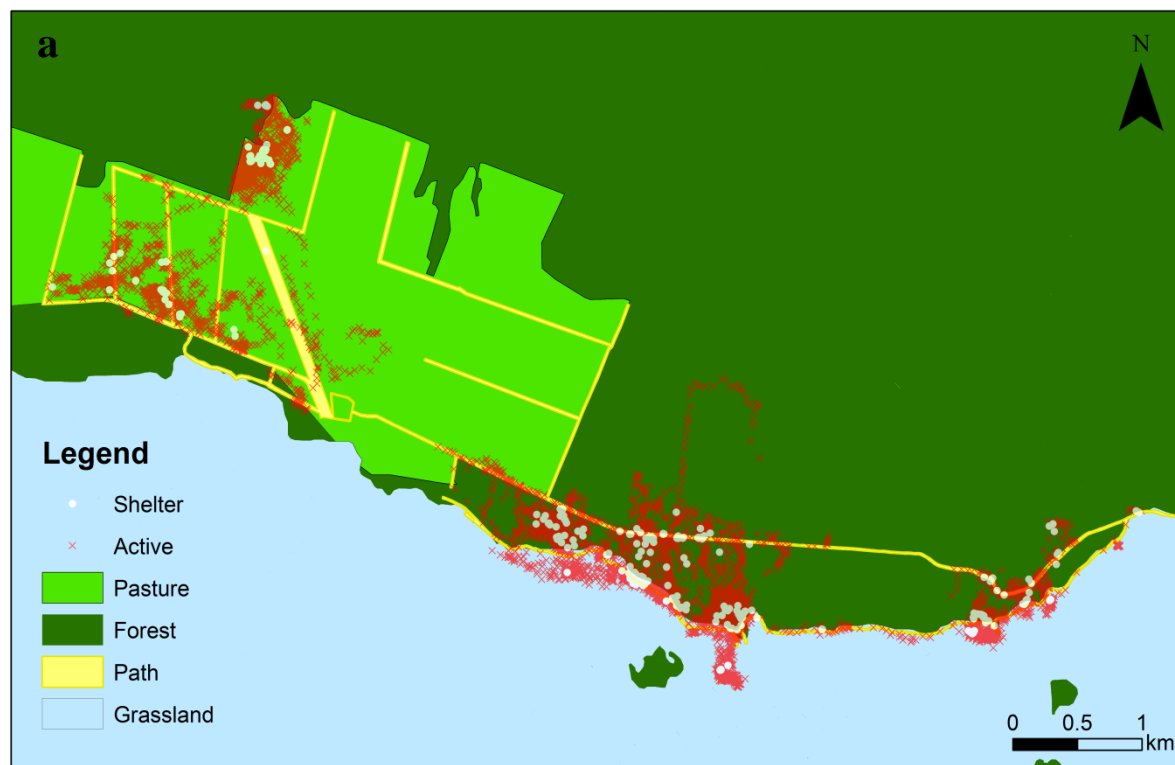 a
N
Legend
Shelter
Active
Pasture
Forest
Path
Grassland
0 0.5 1
km